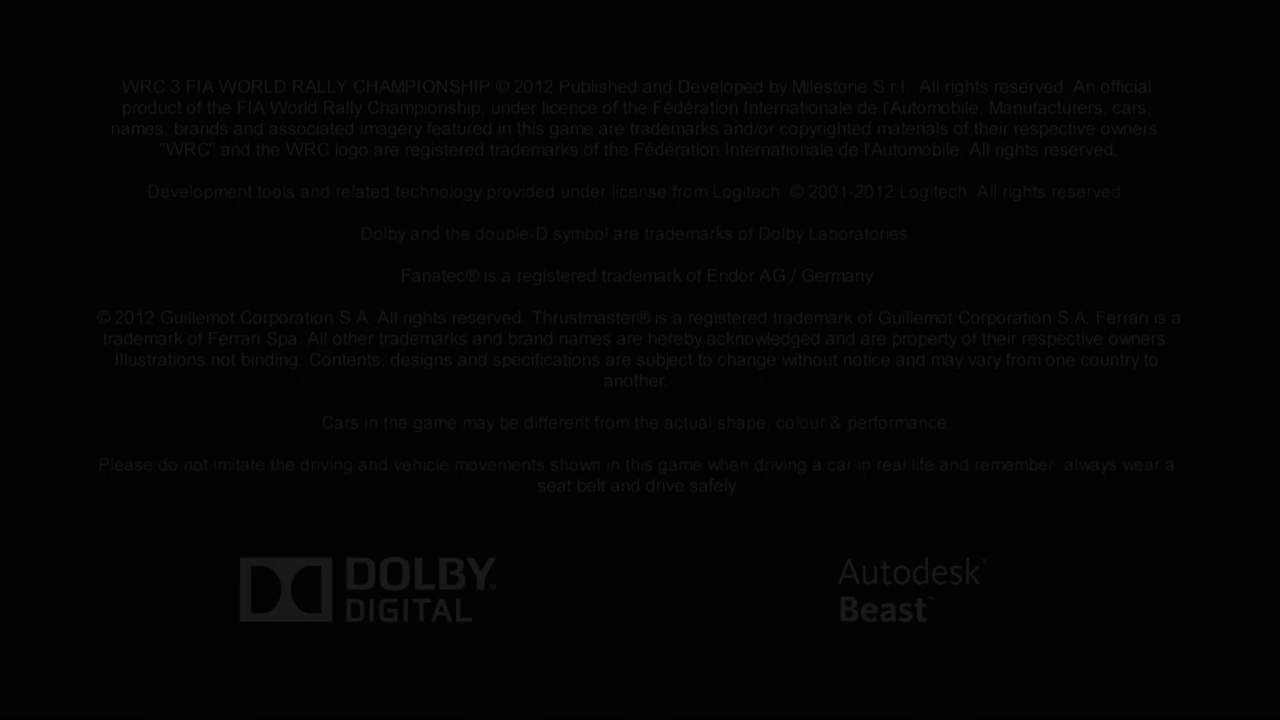 WRC 3 FIA WORLD RALLY CHAMPIONSHIP © 2012 Published and Developed by Milestone S.r.l. All rights reserved. An official
product of the FIA World Rally Championship, under licence of the Fédération Internationale de l'Automobile. Manufacturers, cars,
names, brands and associated imagery featured in this game are trademarks and/or copyrighted materials of their respective owners.
"WRC" and the WRC logo are registered trademarks of the Fédération Internationale de l'Automobile. All rights reserved.
Development tools and related technology provided under license from Logitech. © 2001-2012 Logitech. All rights reserved.
Dolby and the double-D symbol are trademarks of Dolby Laboratories.
Fanatec® is a registered trademark of Endor AG / Germany
© 2012 Guillemot Corporation S.A. All rights reserved. Thrustmaster® is a registered trademark of Guillemot Corporation S.A. Ferrari is a
trademark of Ferrari Spa. All other trademarks and brand names are hereby acknowledged and are property of their respective owners.
Illustrations not binding. Contents, designs and specifications are subject to change without notice and may vary from one country to
another.
Cars in the game may be different from the actual shape, colour & performance.
Please do not imitate the driving and vehicle movements shown in this game when driving a car in real life and remember: always wear a
seat belt and drive safely.
DOLBY® Autodesk™
DIGITAL Beast™